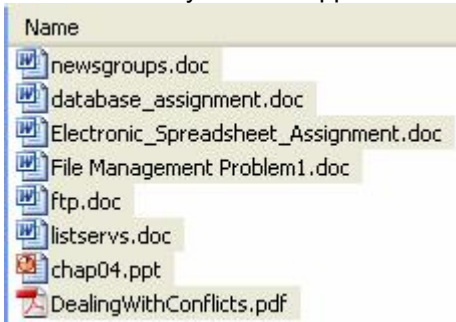 Name
newsgroups.doc
database_assignment.doc
Electronic_Spreadsheet_Assignment.doc
File Management Problem1.doc
ftp.doc
listservs.doc
chap04.ppt
DealingWithConflicts.pdf